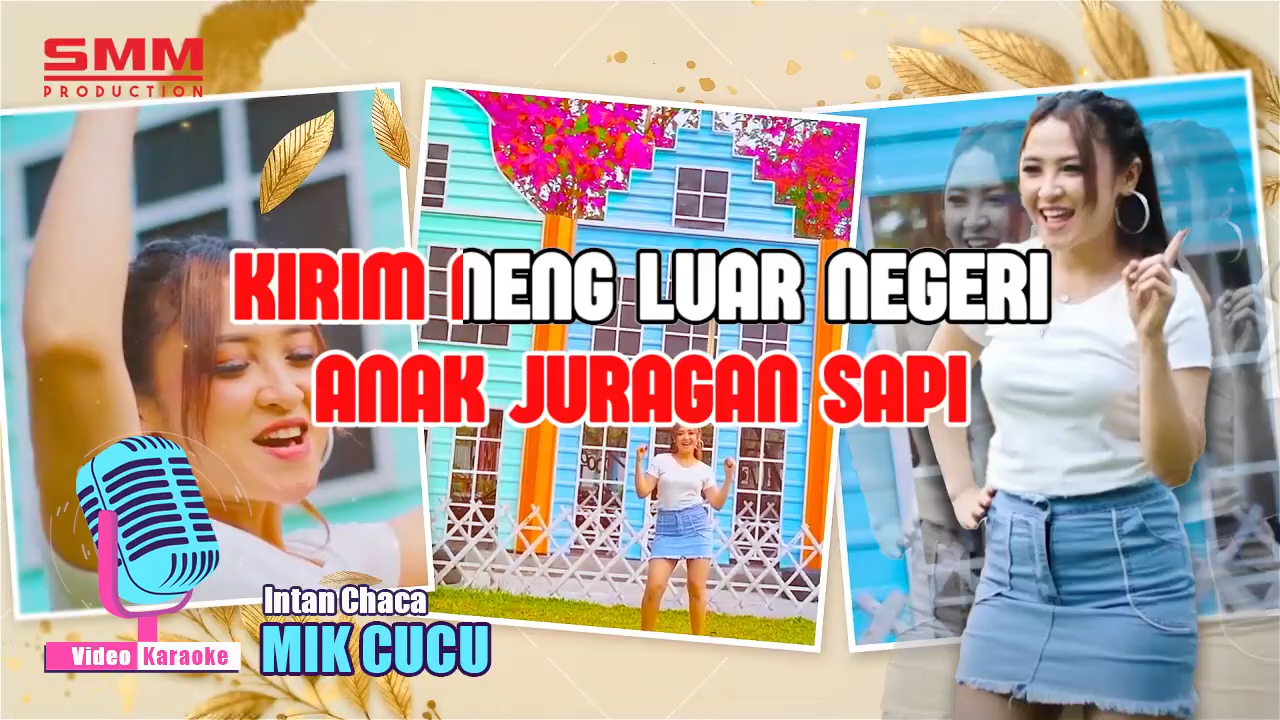 SMM
PRODUCTION
KIRIM NENG LUAR NEGERI
ANAK JURAGAN SAPI
Intan Chaca
MIK CUCU
Video Karaoke